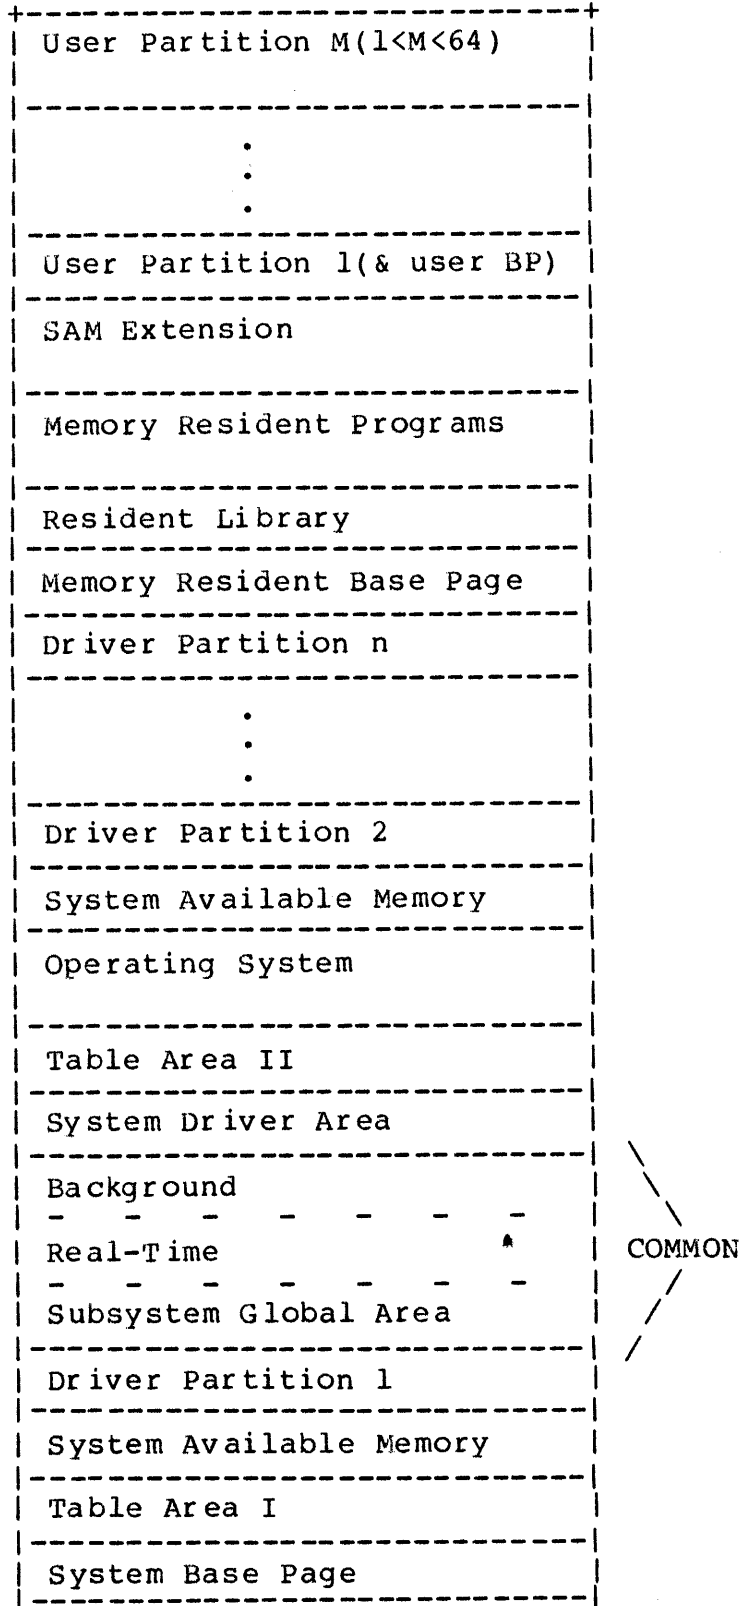 User Partition M(1<M<64)
User Partition 1(& user BP)
SAM Extension
Memory Resident Programs
Resident Library
Memory Resident Base Page
Driver Partition n
Driver Partition 2
System Available Memory
Operating System
Table Area II
System Driver Area
Background
Real-Time
COMMON
Subsystem Global Area
Driver Partition 1
System Available Memory
Table Area I
System Base Page